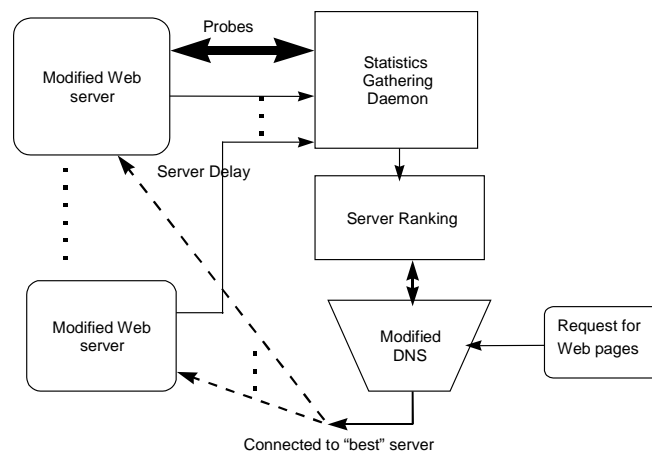 Probes
Modified Web
server
Statistics
Gathering
Daemon
Server Delay
Server Ranking
Modified Web
server
Modified
DNS
Request for
Web pages
Connected to “best” server